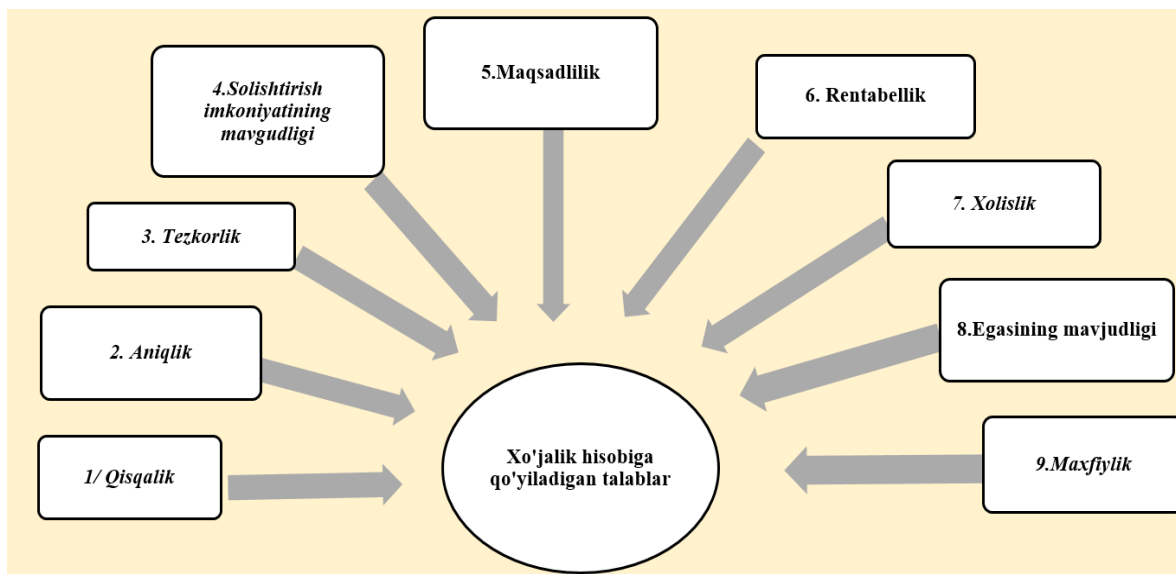 1/ Qisqalik
2. Aniqlik
3. Tezkorlik
4.Solishtirish
imkoniyatining
mavgudligi
5.Maqsadlilik
6. Rentabellik
7. Xolislik
8.Egasining mavjudligi
9.Maxfiylik
Xo'jalik hisobiga
qo'yiladigan talablar